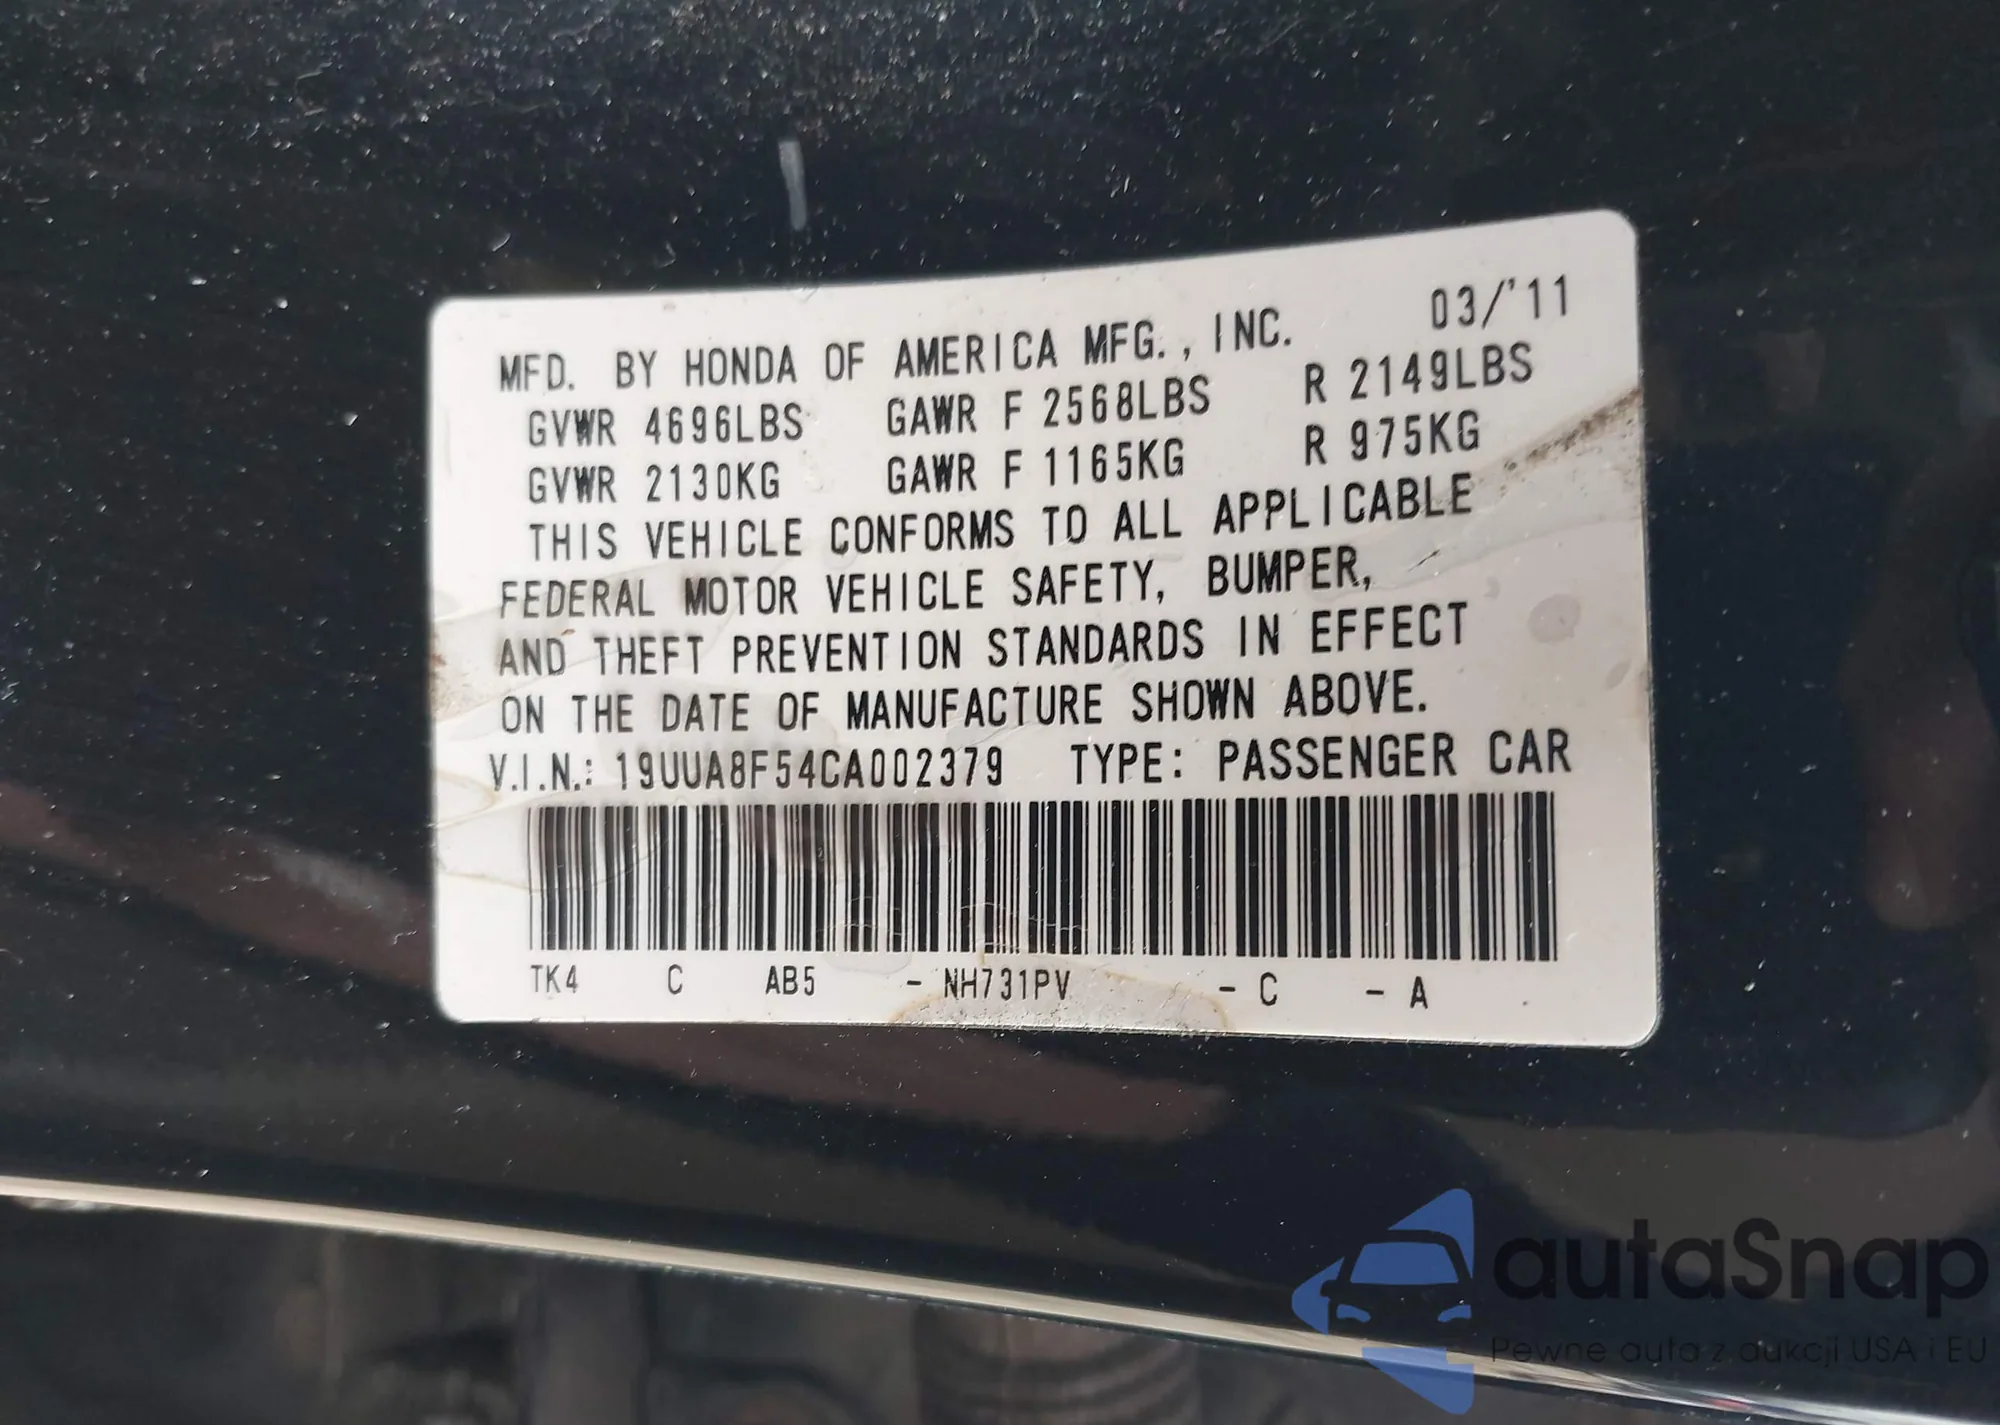 03/'11
MFD. BY HONDA OF AMERICA MFG., INC.
GVWR 4696LBS GAWR F 2568LBS R 2149LBS
GVWR 2130KG GAWR F 1165KG R 975KG
THIS VEHICLE CONFORMS TO ALL APPLICABLE
FEDERAL MOTOR VEHICLE SAFETY, BUMPER,
AND THEFT PREVENTION STANDARDS IN EFFECT
ON THE DATE OF MANUFACTURE SHOWN ABOVE.
V.I.N.: 19UUA8F54CA002379 TYPE: PASSENGER CAR
TK4 C AB5 - NH731PV - C - A
autaSnap
Pewne auta z aukcji USA i EU